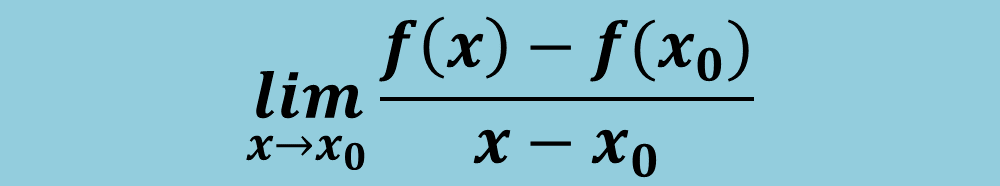 lim f(x) − f(x₀)
x→x₀ x − x₀